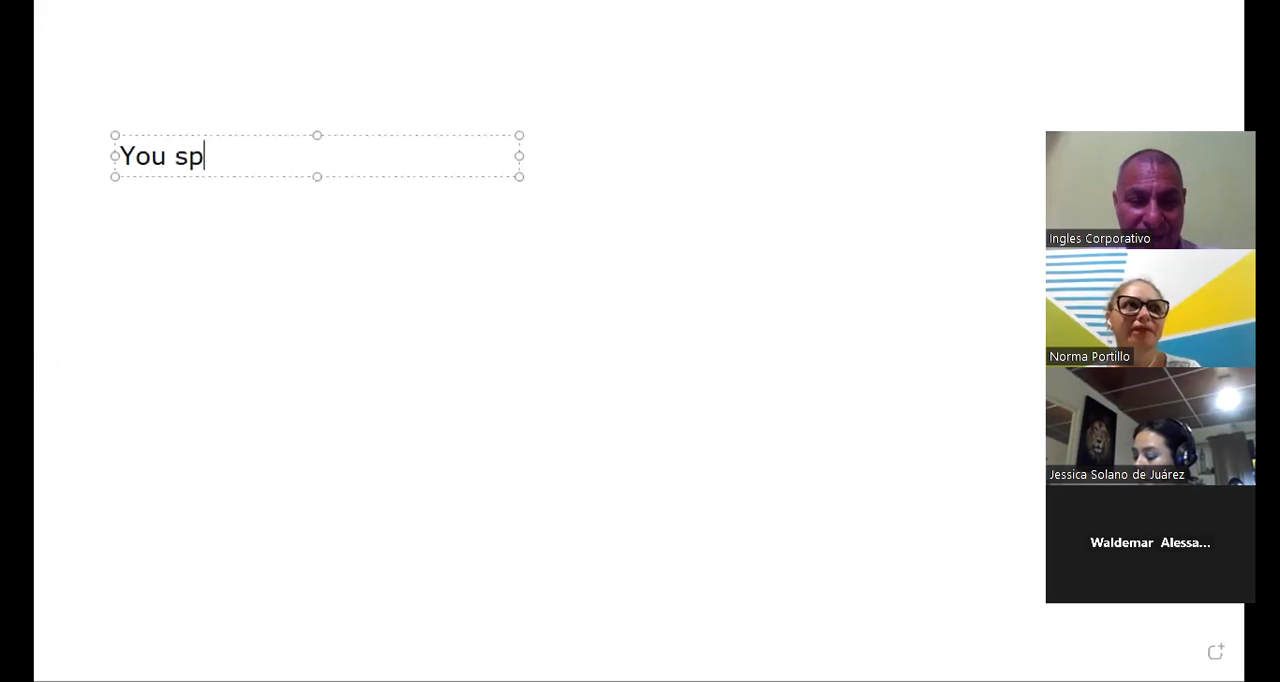 You sp
Ingles Corporativo
Norma Portillo
Jessica Solano de Juárez
Waldemar Alessa...